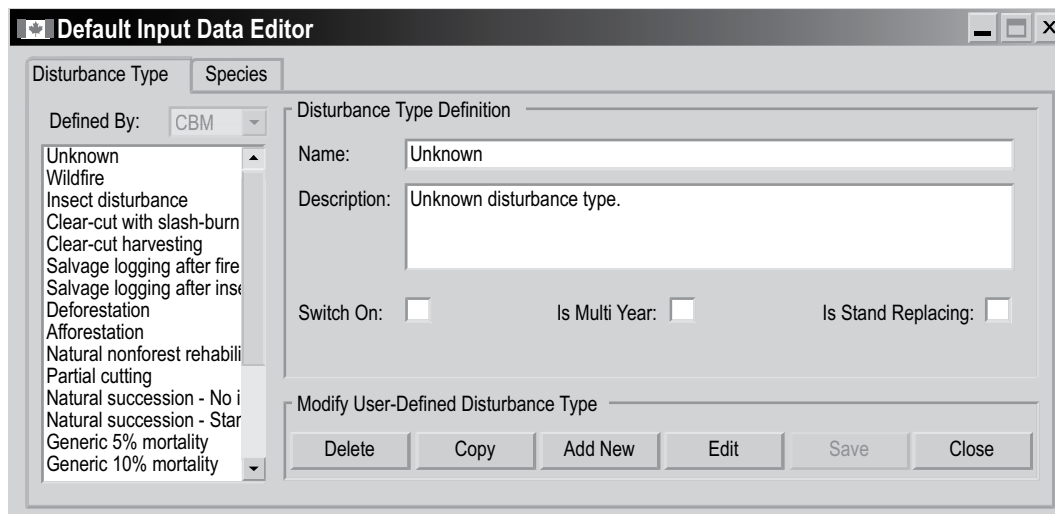 Default Input Data Editor
Disturbance Type Species
Defined By: CBM
Unknown
Wildfire
Insect disturbance
Clear-cut with slash-burn
Clear-cut harvesting
Salvage logging after fire
Salvage logging after inse
Deforestation
Afforestation
Natural nonforest rehabili
Partial cutting
Natural succession - No i
Natural succession - Star
Generic 5% mortality
Generic 10% mortality
Disturbance Type Definition
Name: Unknown
Description: Unknown disturbance type.
Switch On: Is Multi Year: Is Stand Replacing:
Modify User-Defined Disturbance Type
Delete Copy Add New Edit Save Close